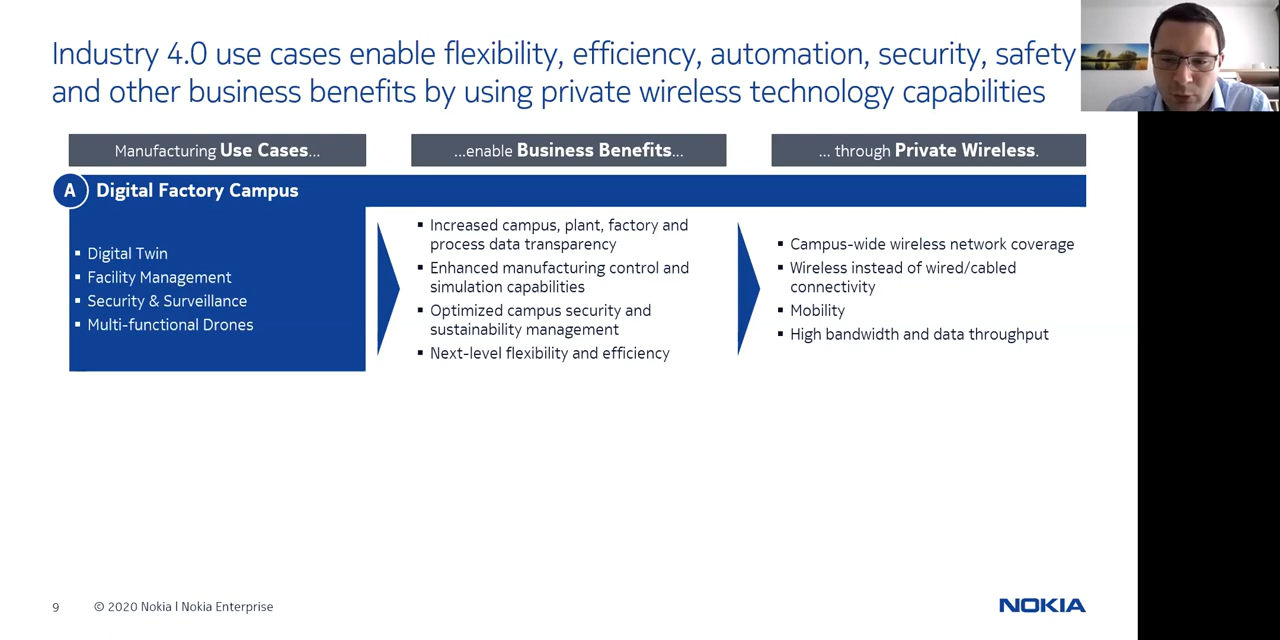 Industry 4.0 use cases enable flexibility, efficiency, automation, security, safety
and other business benefits by using private wireless technology capabilities
Manufacturing Use Cases...
...enable Business Benefits...
... through Private Wireless.
A Digital Factory Campus
▪ Digital Twin
▪ Facility Management
▪ Security & Surveillance
▪ Multi-functional Drones
▪ Increased campus, plant, factory and
process data transparency
▪ Enhanced manufacturing control and
simulation capabilities
▪ Optimized campus security and
sustainability management
▪ Next-level flexibility and efficiency
▪ Campus-wide wireless network coverage
▪ Wireless instead of wired/cabled
connectivity
▪ Mobility
▪ High bandwidth and data throughput
9 © 2020 Nokia | Nokia Enterprise
NOKIA